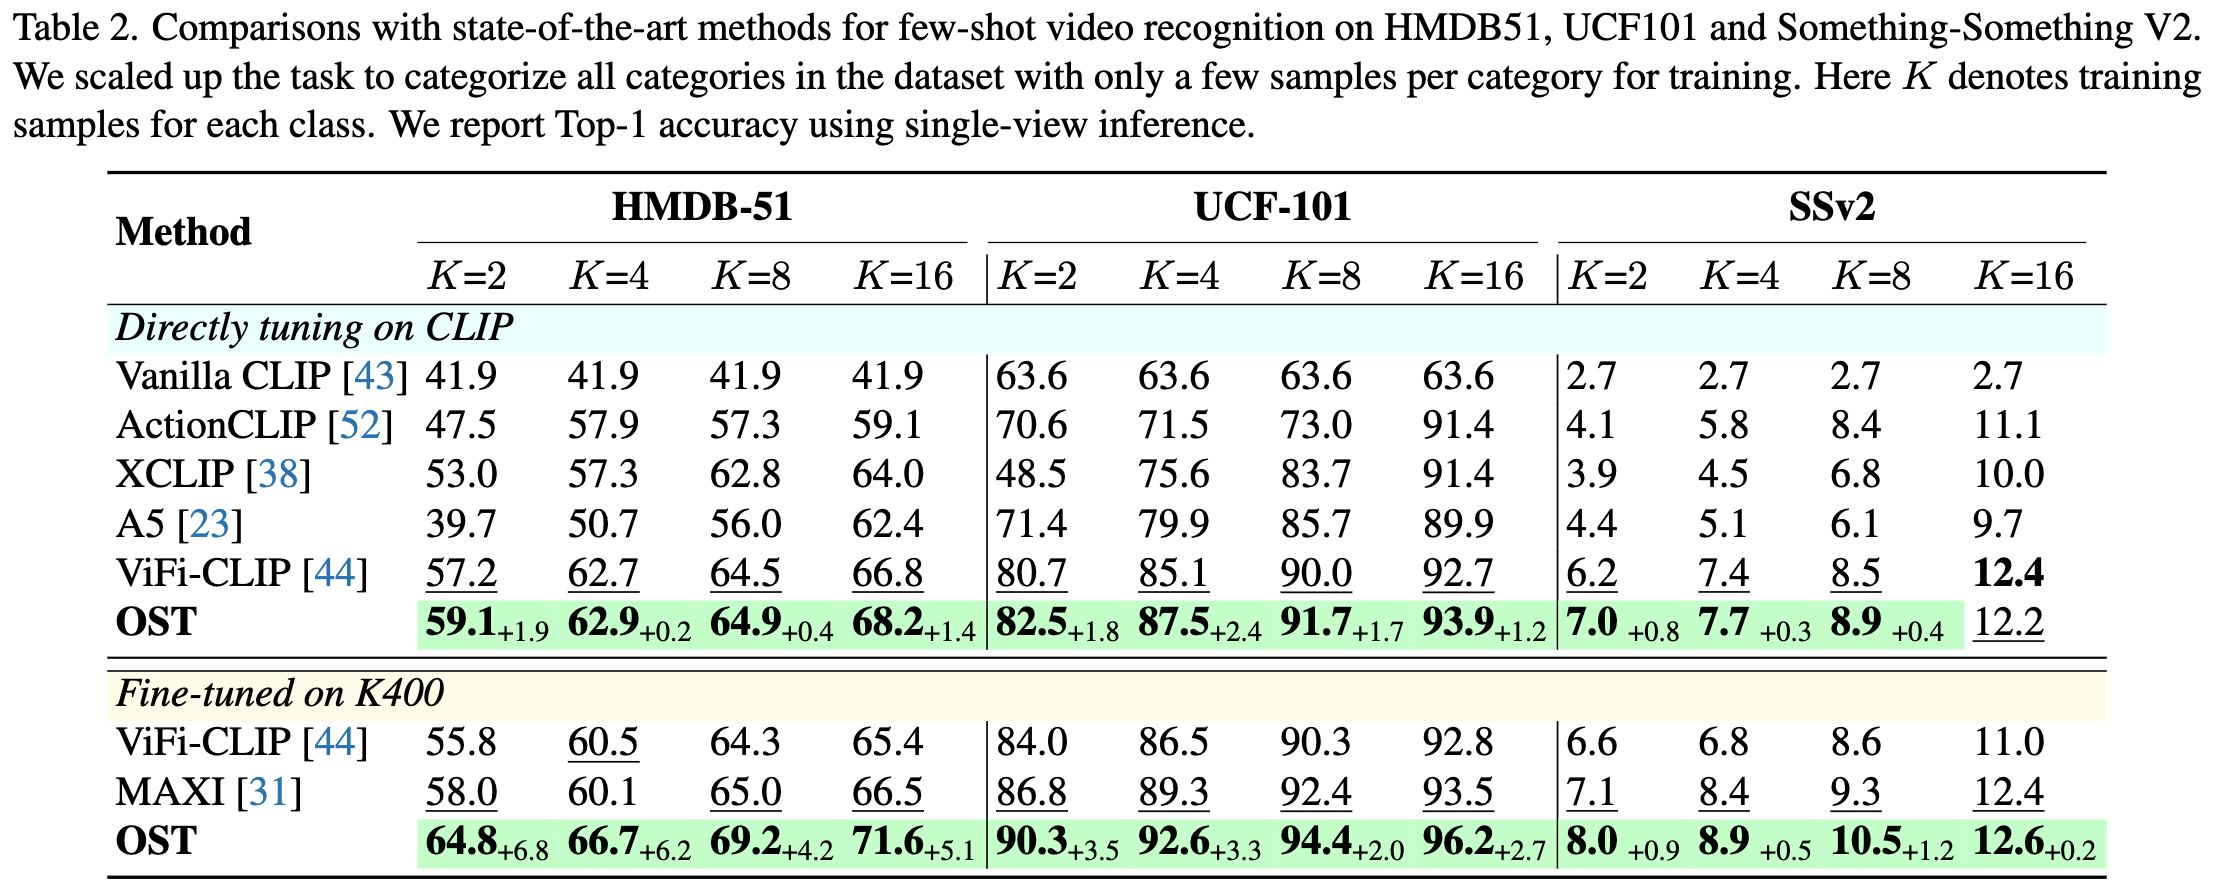 Table 2. Comparisons with state-of-the-art methods for few-shot video recognition on HMDB51, UCF101 and Something-Something V2.
We scaled up the task to categorize all categories in the dataset with only a few samples per category for training. Here K denotes training
samples for each class. We report Top-1 accuracy using single-view inference.
Method HMDB-51 UCF-101 SSv2
K=2 K=4 K=8 K=16 K=2 K=4 K=8 K=16 K=2 K=4 K=8 K=16
Directly tuning on CLIP
Vanilla CLIP [43] 41.9 41.9 41.9 41.9 63.6 63.6 63.6 63.6 2.7 2.7 2.7 2.7
ActionCLIP [52] 47.5 57.9 57.3 59.1 70.6 71.5 73.0 91.4 4.1 5.8 8.4 11.1
XCLIP [38] 53.0 57.3 62.8 64.0 48.5 75.6 83.7 91.4 3.9 4.5 6.8 10.0
A5 [23] 39.7 50.7 56.0 62.4 71.4 79.9 85.7 89.9 4.4 5.1 6.1 9.7
ViFi-CLIP [44] 57.2 62.7 64.5 66.8 80.7 85.1 90.0 92.7 6.2 7.4 8.5 12.4
OST 59.1+1.9 62.9+0.2 64.9+0.4 68.2+1.4 82.5+1.8 87.5+2.4 91.7+1.7 93.9+1.2 7.0 +0.8 7.7 +0.3 8.9 +0.4 12.2
Fine-tuned on K400
ViFi-CLIP [44] 55.8 60.5 64.3 65.4 84.0 86.5 90.3 92.8 6.6 6.8 8.6 11.0
MAXI [31] 58.0 60.1 65.0 66.5 86.8 89.3 92.4 93.5 7.1 8.4 9.3 12.4
OST 64.8+6.8 66.7+6.2 69.2+4.2 71.6+5.1 90.3+3.5 92.6+3.3 94.4+2.0 96.2+2.7 8.0 +0.9 8.9 +0.5 10.5+1.2 12.6+0.2